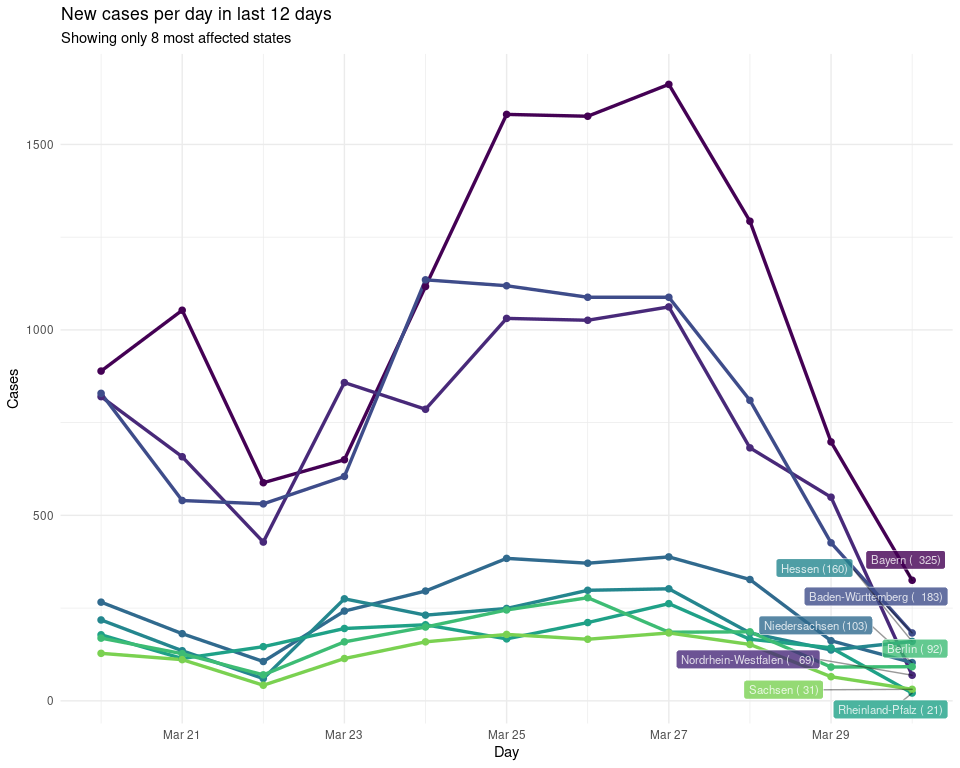 New cases per day in last 12 days
Showing only 8 most affected states
Cases
1500
1000
500
0
Bayern ( 325)
Hessen (160)
Baden-Württemberg ( 183)
Niedersachsen (103)
Berlin ( 92)
Nordrhein-Westfalen ( 69)
Sachsen ( 31)
Rheinland-Pfalz ( 21)
Mar 21
Mar 23
Mar 25
Mar 27
Mar 29
Day